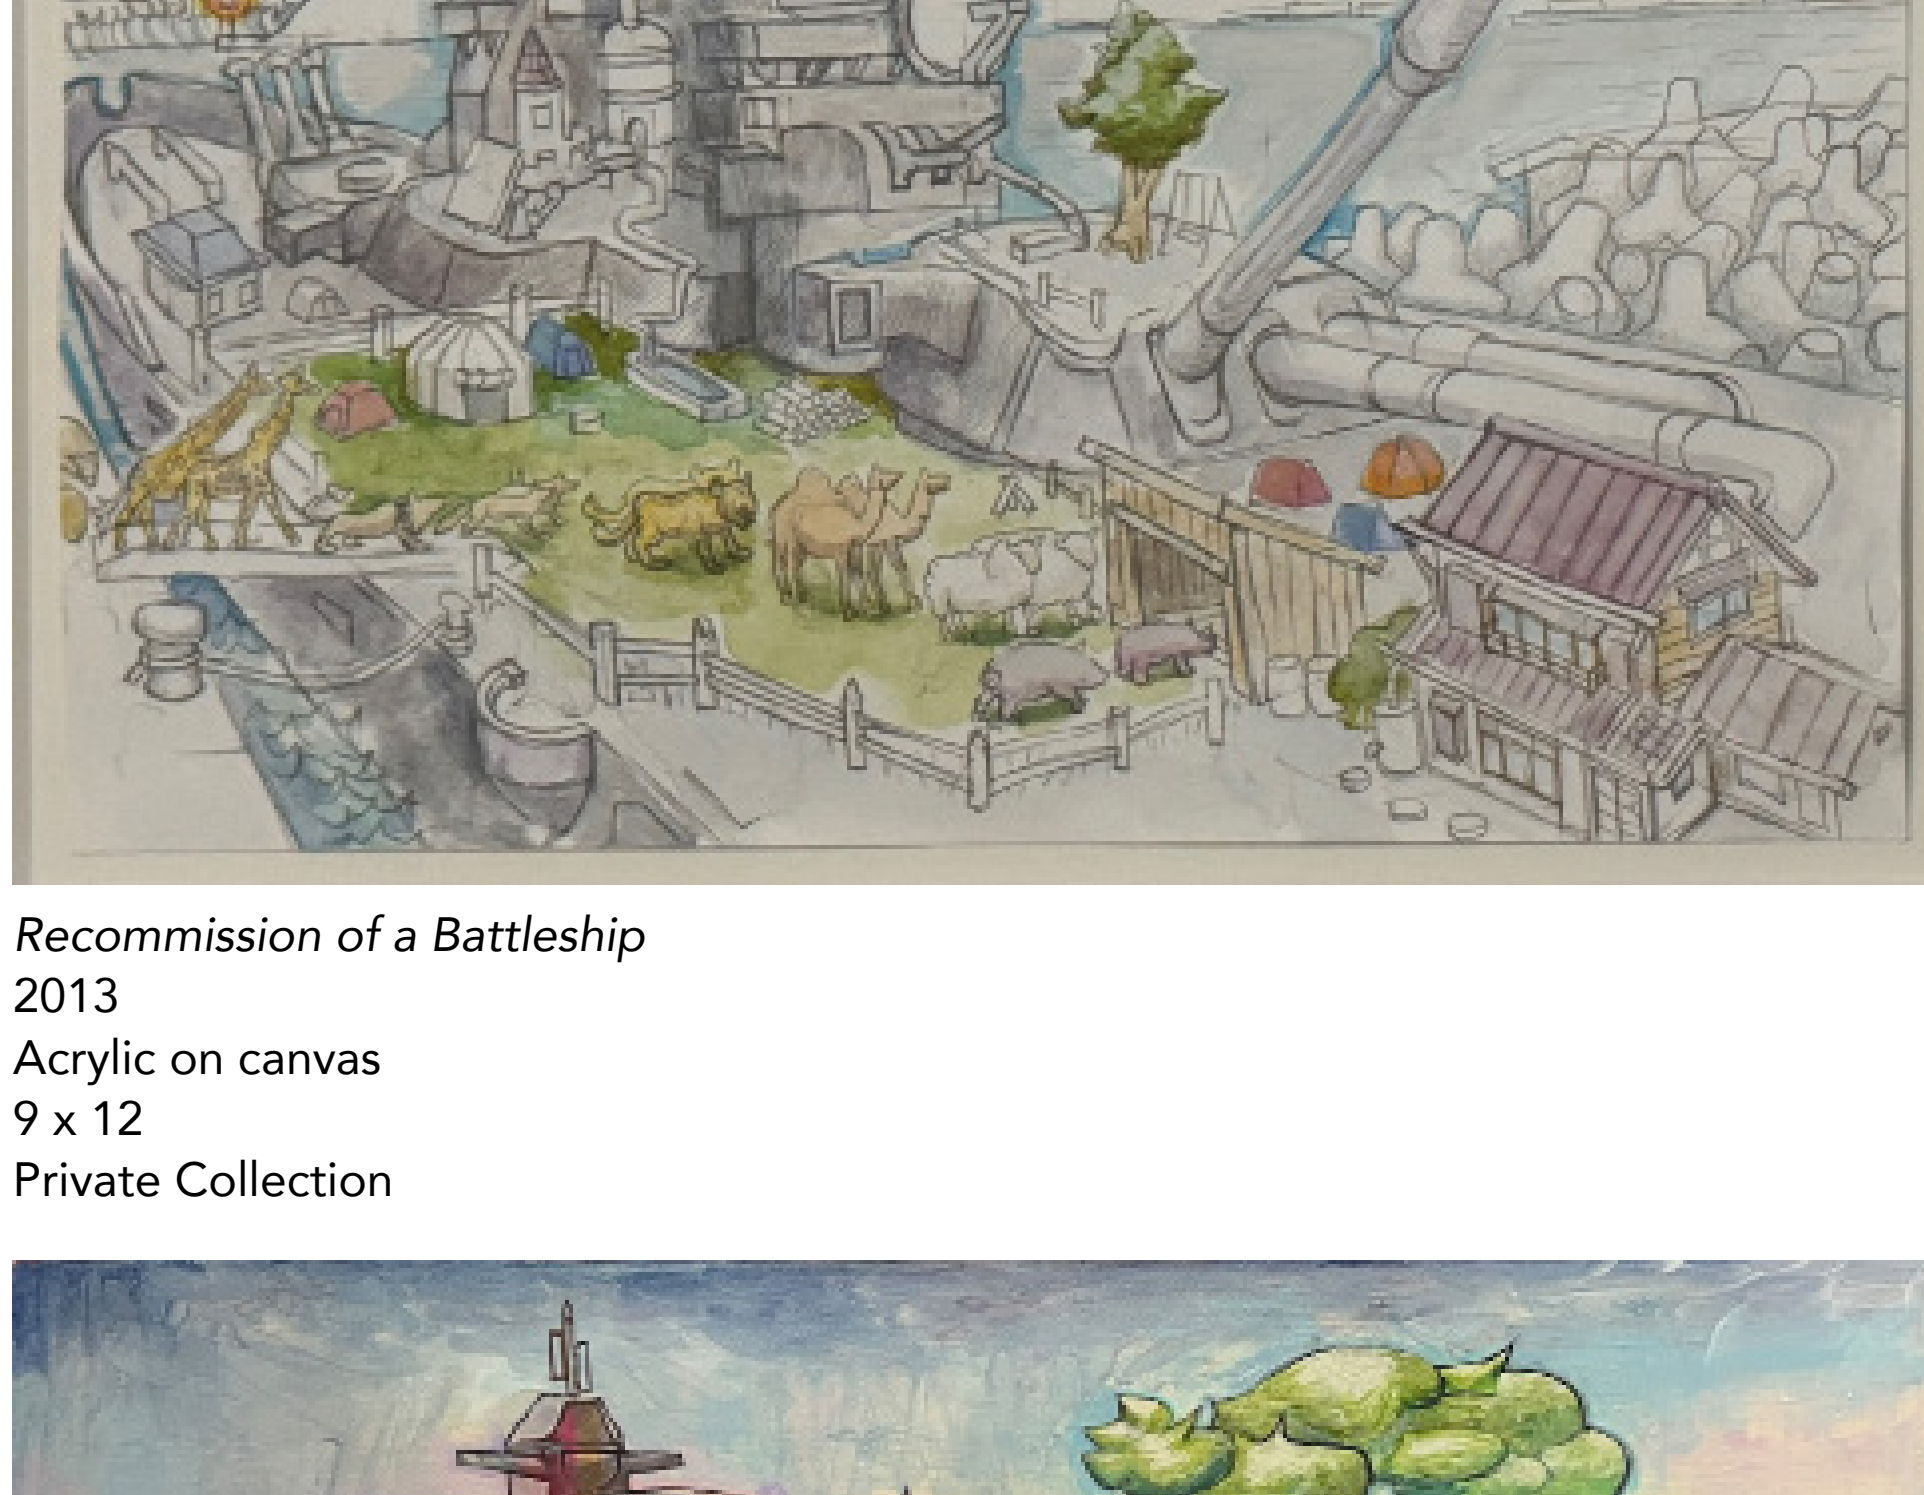 Recommission of a Battleship
2013
Acrylic on canvas
9 x 12
Private Collection